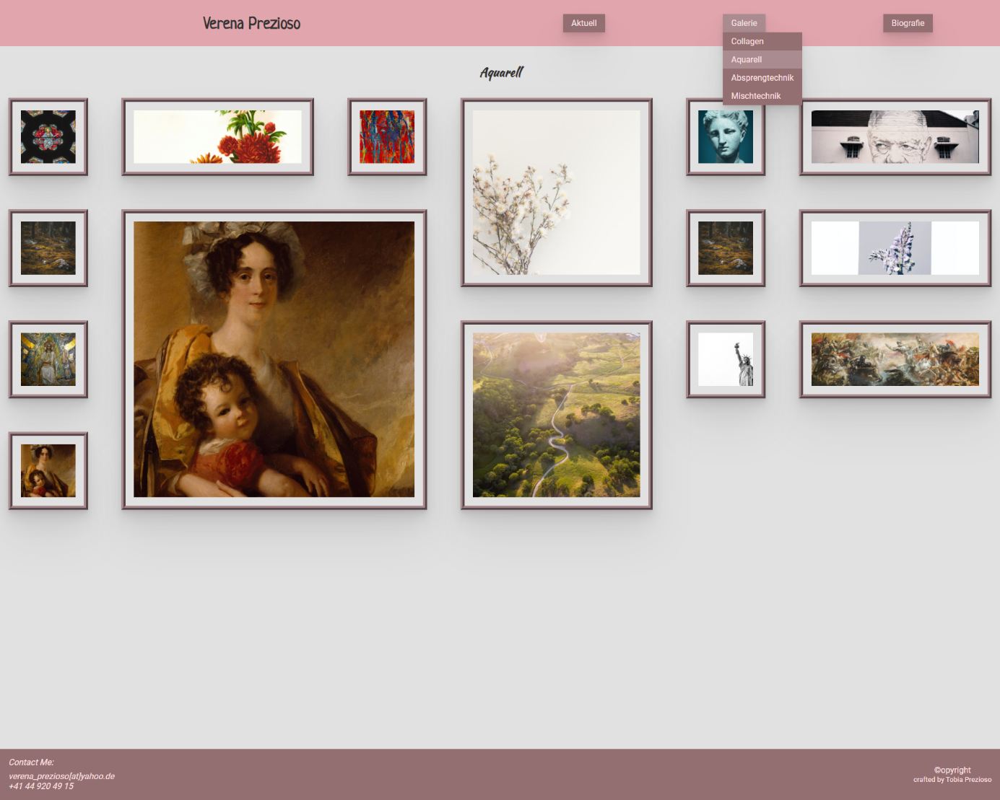 Verena Prezioso
Aktuell
Galerie
Biografie
Collagen
Aquarell
Absprengtechnik
Mischtechnik
Aquarell
Contact Me:
verena_prezioso[at]yahoo.de
+41 44 920 49 15
©opyright
crafted by Tobia Prezioso